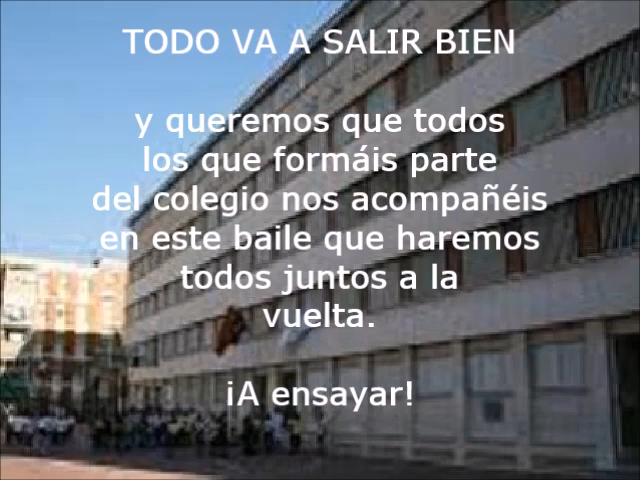 TODO VA A SALIR BIEN
y queremos que todos
los que formáis parte
del colegio nos acompañéis
en este baile que haremos
todos juntos a la
vuelta.
¡A ensayar!